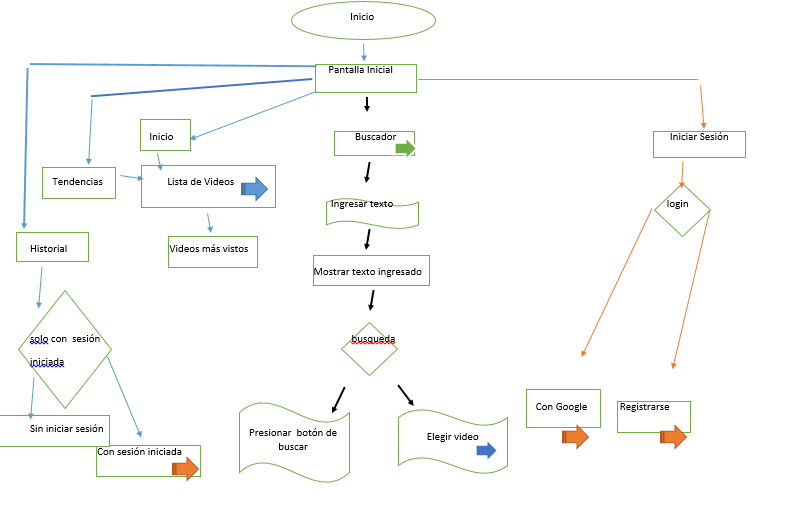 Inicio
Pantalla Inicial
Inicio
Buscador
Iniciar Sesión
Tendencias
Lista de Videos
Ingresar texto
login
Historial
Videos más vistos
Mostrar texto ingresado
solo con sesión
iniciada
busqueda
Sin iniciar sesión
Con sesión iniciada
Presionar botón de
buscar
Elegir video
Con Google
Registrarse